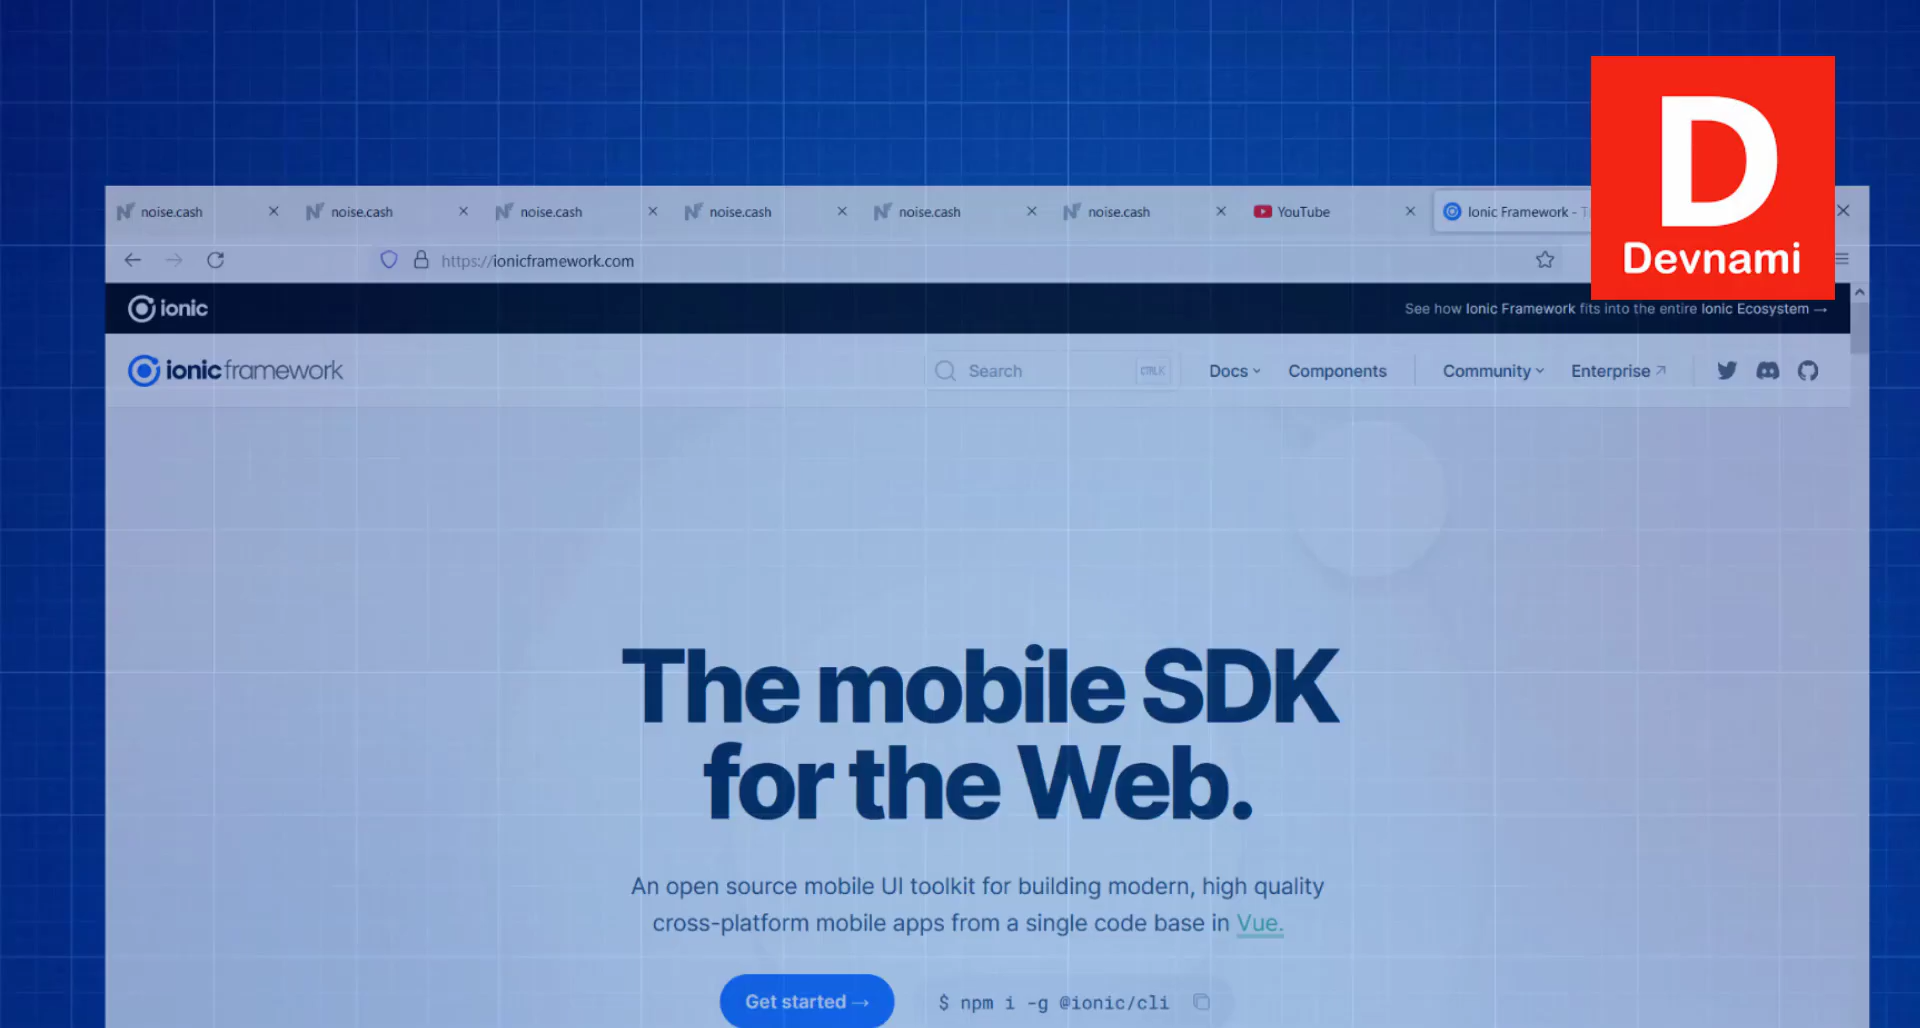 D
Devnami
noise.cash noise.cash noise.cash noise.cash noise.cash noise.cash YouTube Ionic Framework -
https://ionicframework.com
ionic
See how Ionic Framework fits into the entire Ionic Ecosystem →
ionic framework
Search CTRL K Docs Components Community Enterprise ↗
The mobile SDK
for the Web.
An open source mobile UI toolkit for building modern, high quality
cross-platform mobile apps from a single code base in Vue.
Get started →
$ npm i -g @ionic/cli